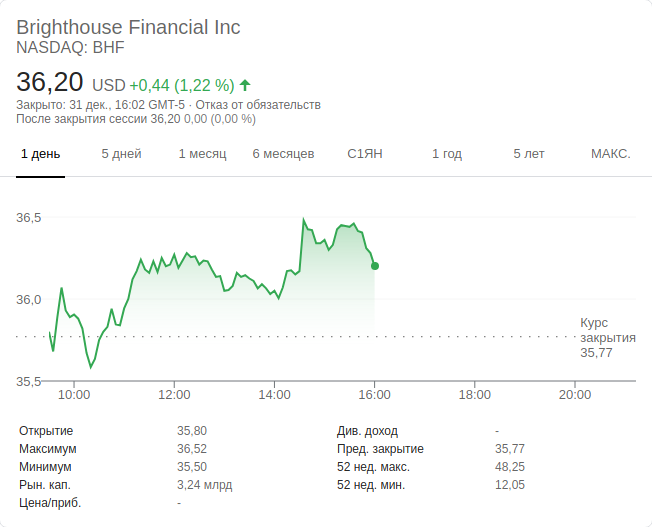 Brighthouse Financial Inc
NASDAQ: BHF
36,20 USD +0,44 (1,22 %)
Закрыто: 31 дек., 16:02 GMT-5 · Отказ от обязательств
После закрытия сессии 36,20 0,00 (0,00 %)
1 день 5 дней 1 месяц 6 месяцев С1ЯН 1 год 5 лет МАКС.
36,5
36,0
Курс
закрытия
35,77
35,5
10:00 12:00 14:00 16:00 18:00 20:00
Открытие 35,80 Див. доход -
Максимум 36,52 Пред. закрытие 35,77
Минимум 35,50 52 нед. макс. 48,25
Рын. кап. 3,24 млрд 52 нед. мин. 12,05
Цена/приб. -